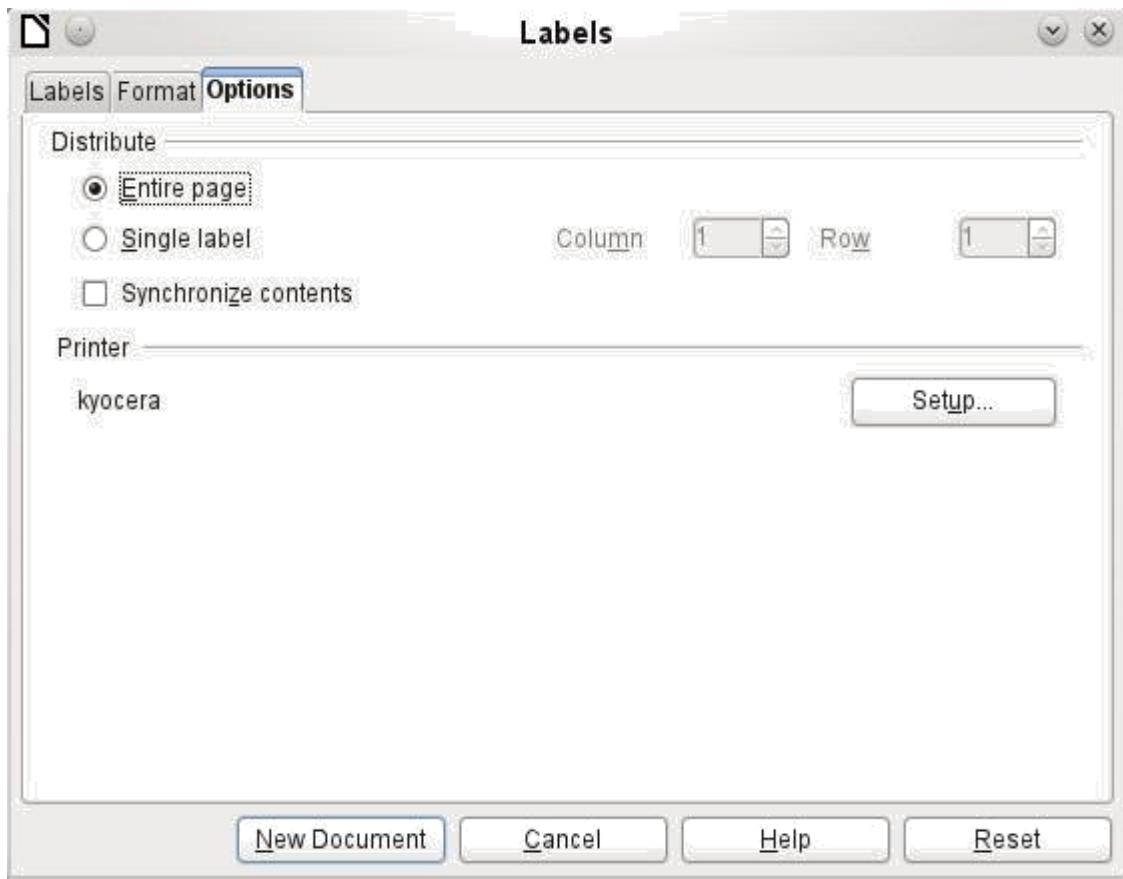 Labels
Labels Format Options
Distribute
Entire page
Single label Column 1 Row 1
Synchronize contents
Printer
kyocera Setup...
New Document Cancel Help Reset